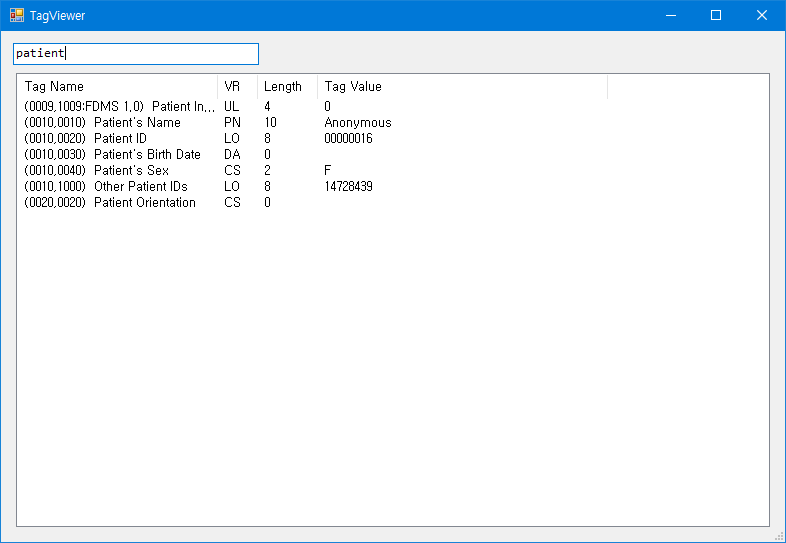 TagViewer
patient
Tag Name VR Length Tag Value
(0009,1009:FDMS 1.0) Patient In... UL 4 0
(0010,0010) Patient's Name PN 10 Anonymous
(0010,0020) Patient ID LO 8 00000016
(0010,0030) Patient's Birth Date DA 0
(0010,0040) Patient's Sex CS 2 F
(0010,1000) Other Patient IDs LO 8 14728439
(0020,0020) Patient Orientation CS 0